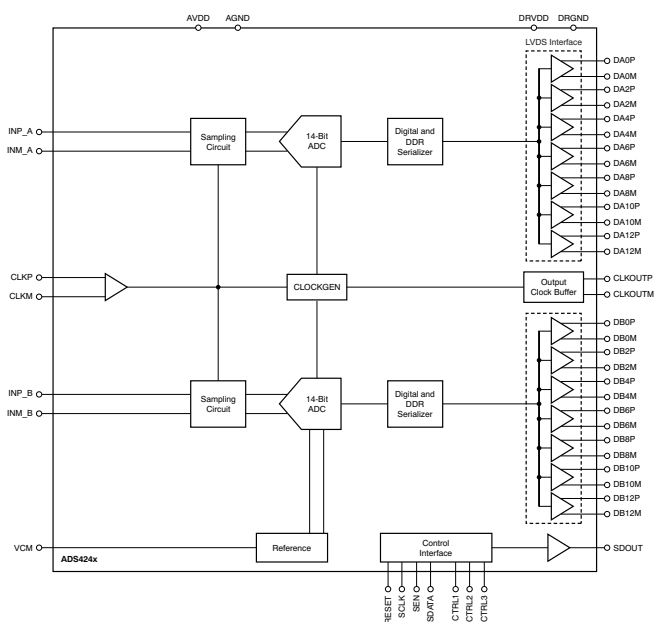 AVDD AGND DRVDD DRGND
LVDS Interface
DA0P
DA0M
DA2P
DA2M
DA4P
DA4M
DA6P
DA6M
DA8P
DA8M
DA10P
DA10M
DA12P
DA12M
INP_A
INM_A
Sampling
Circuit
14-Bit
ADC
Digital and
DDR
Serializer
CLKP
CLKM
CLOCKGEN
Output
Clock Buffer
CLKOUTP
CLKOUTM
DB0P
DB0M
DB2P
DB2M
DB4P
DB4M
DB6P
DB6M
DB8P
DB8M
DB10P
DB10M
DB12P
DB12M
INP_B
INM_B
Sampling
Circuit
14-Bit
ADC
Digital and
DDR
Serializer
VCM
Reference
Control
Interface
SDOUT
ADS424x
RESET
SCLK
SEN
SDATA
CTRL1
CTRL2
CTRL3